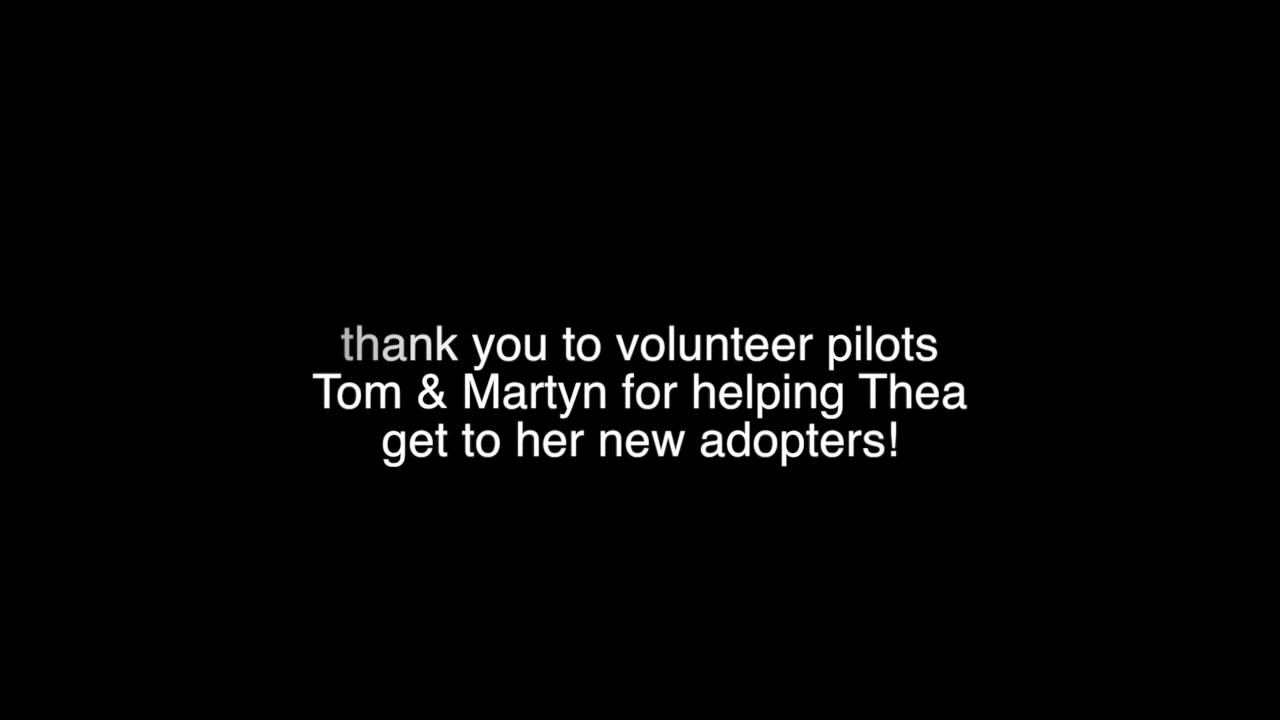 thank you to volunteer pilots
Tom & Martyn for helping Thea
get to her new adopters!